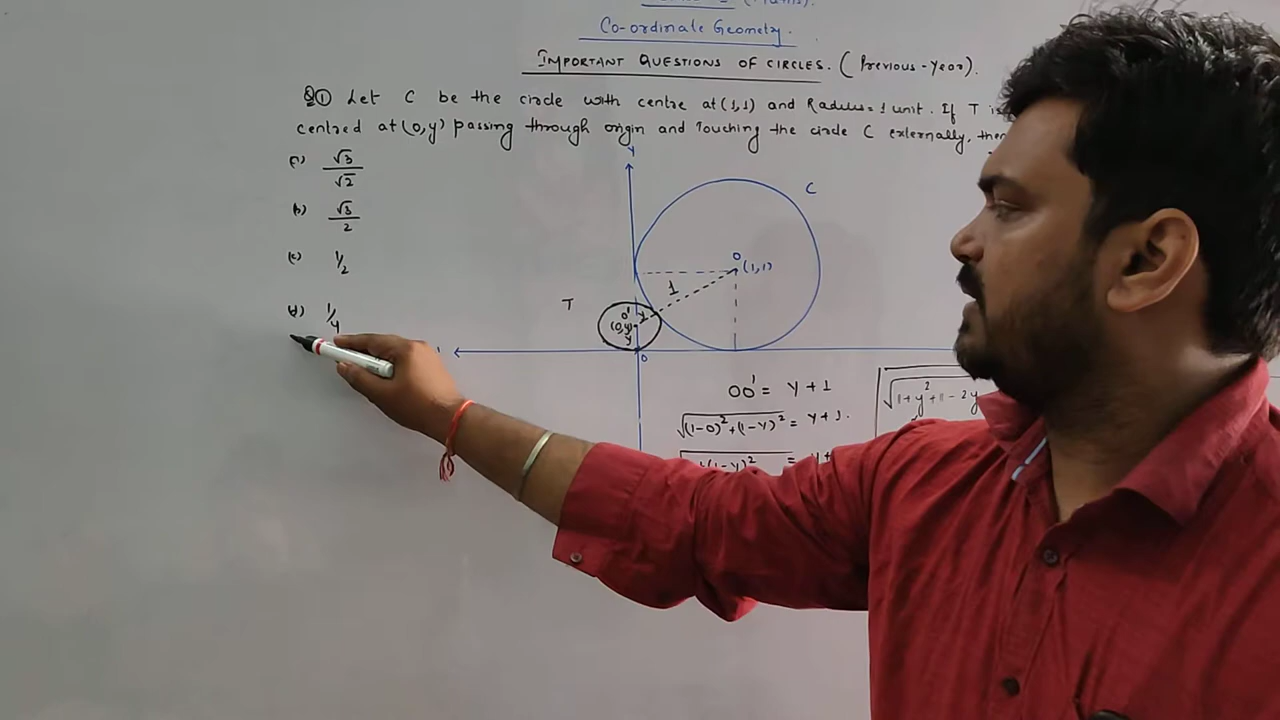 Co-ordinate Geometry.
IMPORTANT QUESTIONS OF CIRCLES. (Previous-Year).
Q① Let C be the circle with centre at (1,1) and Radius = 1 unit. If T is
centred at (0,y) passing through origin and Touching the circle C externally, then
(a) √3/√2
(b) √3/2
(c) 1/2
(d) 1/4
Y
C
O (1,1)
1
T
O'
(0,y)
y
y
O
OO' = y+1
√(1-0)²+(1-y)² = y+1.
+(1-y)² = y+
√1+y²+1-2y